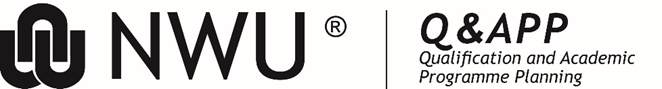 NWU ®
Q&APP
Qualification and Academic
Programme Planning